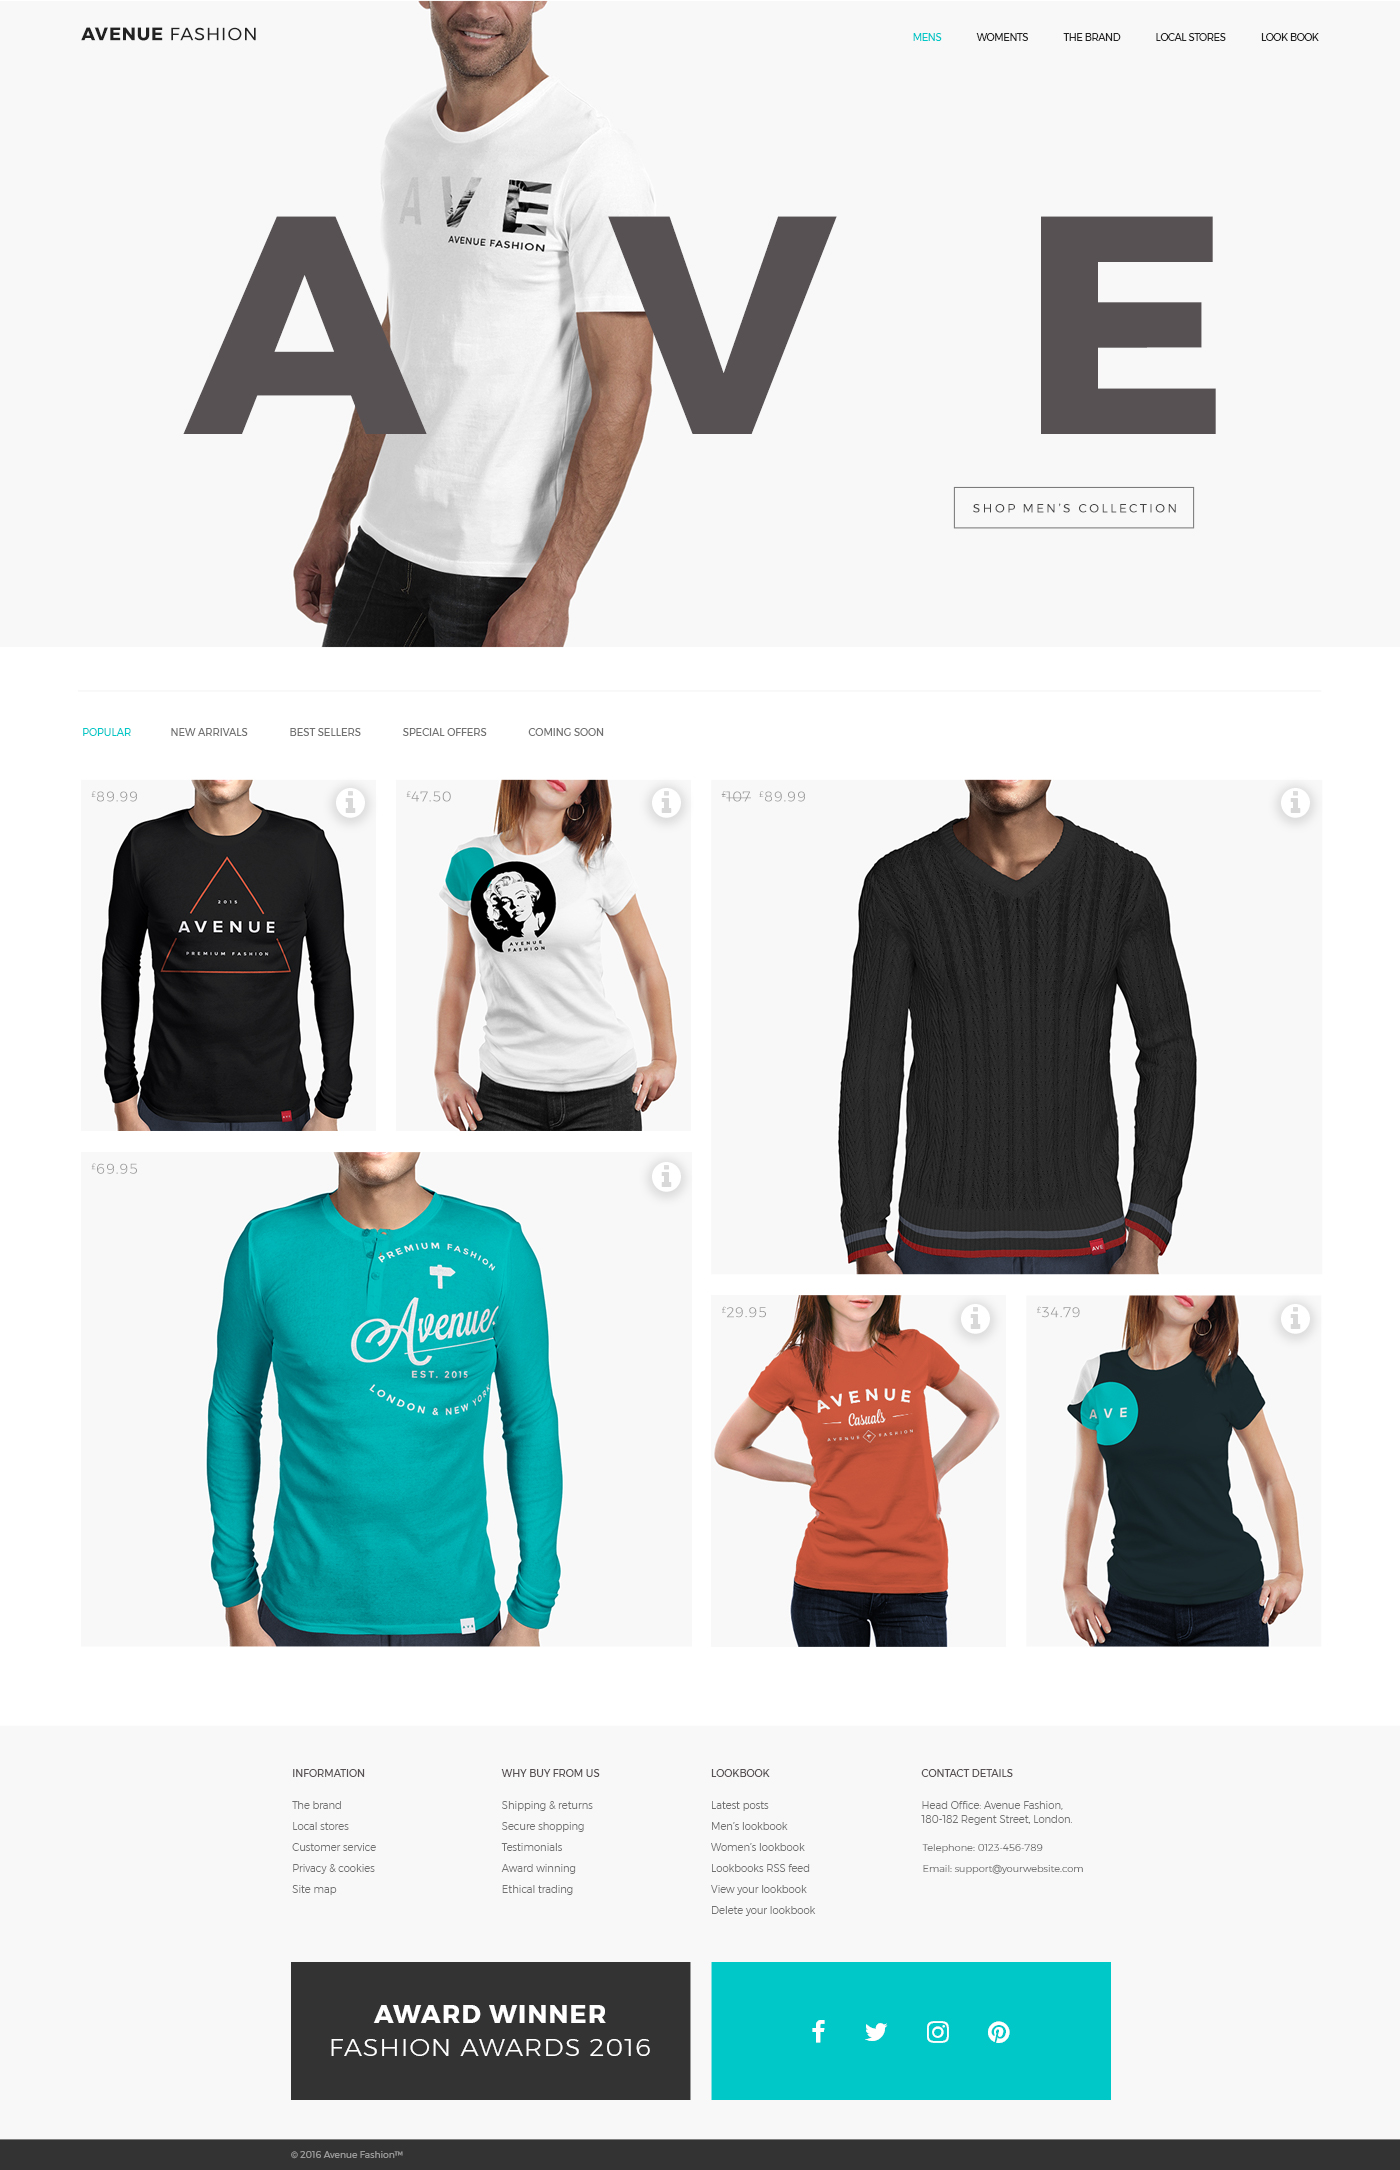 AVENUE FASHION
MENS
WOMENTS
THE BRAND
LOCAL STORES
LOOK BOOK
AVE
AVENUE FASHION
A V E
SHOP MEN'S COLLECTION
POPULAR
NEW ARRIVALS
BEST SELLERS
SPECIAL OFFERS
COMING SOON
£89.99
2015
AVENUE
PREMIUM FASHION
AVE
£47.50
AVENUE
FASHION
£107 £89.99
AVE
£69.95
PREMIUM FASHION
Avenue
EST. 2015
LONDON & NEW YORK
AVE
£29.95
AVENUE
Casuals
AVENUE FASHION
£34.79
AVE
INFORMATION
The brand
Local stores
Customer service
Privacy & cookies
Site map
WHY BUY FROM US
Shipping & returns
Secure shopping
Testimonials
Award winning
Ethical trading
LOOKBOOK
Latest posts
Men's lookbook
Women's lookbook
Lookbooks RSS feed
View your lookbook
Delete your lookbook
CONTACT DETAILS
Head Office: Avenue Fashion,
180-182 Regent Street, London.
Telephone: 0123-456-789
Email: support@yourwebsite.com
AWARD WINNER
FASHION AWARDS 2016
© 2016 Avenue Fashion™